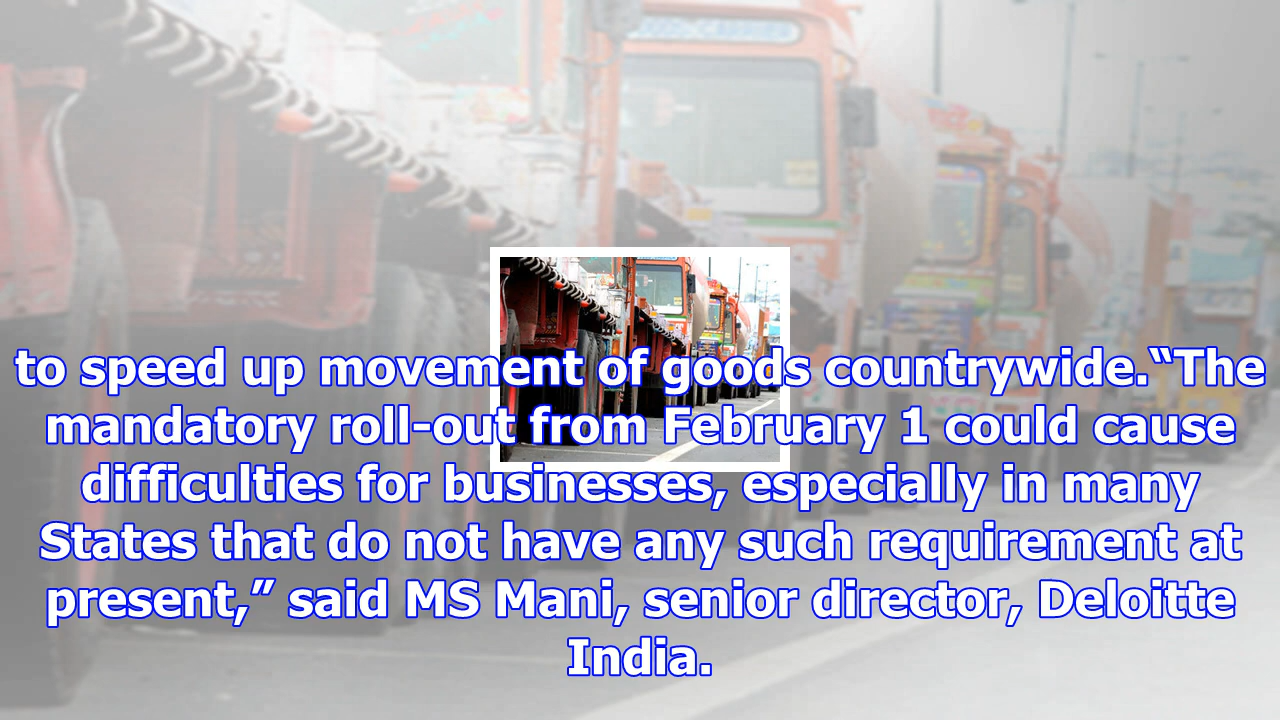 to speed up movement of goods countrywide.“The
mandatory roll-out from February 1 could cause
difficulties for businesses, especially in many
States that do not have any such requirement at
present,” said MS Mani, senior director, Deloitte
India.